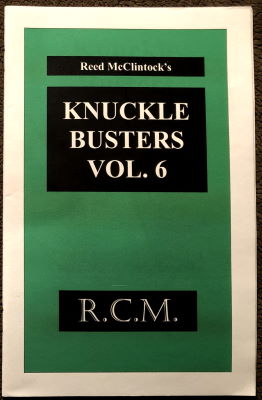 Reed McClintock's
KNUCKLE
BUSTERS
VOL. 6
R.C.M.